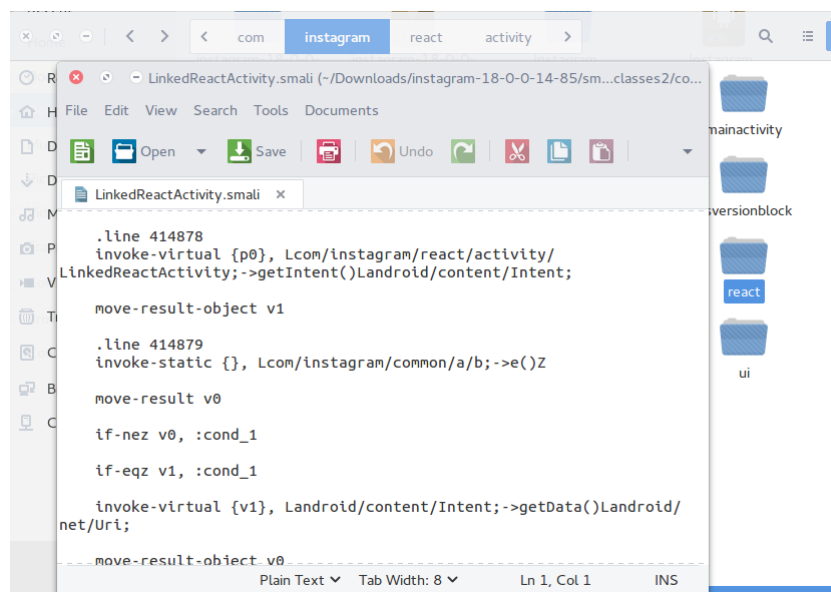 com
instagram
react
activity
LinkedReactActivity.smali (~/Downloads/instagram-18-0-0-14-85/sm...classes2/co...
File Edit View Search Tools Documents
Open
Save
Undo
LinkedReactActivity.smali ×
.line 414878
invoke-virtual {p0}, Lcom/instagram/react/activity/
LinkedReactActivity;->getIntent()Landroid/content/Intent;
move-result-object v1
.line 414879
invoke-static {}, Lcom/instagram/common/a/b;->e()Z
move-result v0
if-nez v0, :cond_1
if-eqz v1, :cond_1
invoke-virtual {v1}, Landroid/content/Intent;->getData()Landroid/
net/Uri;
move-result-object v0
Plain Text Tab Width: 8 Ln 1, Col 1 INS
R
H
D
D
M
P
V
Tr
C
B
C
mainactivity
sversionblock
react
ui